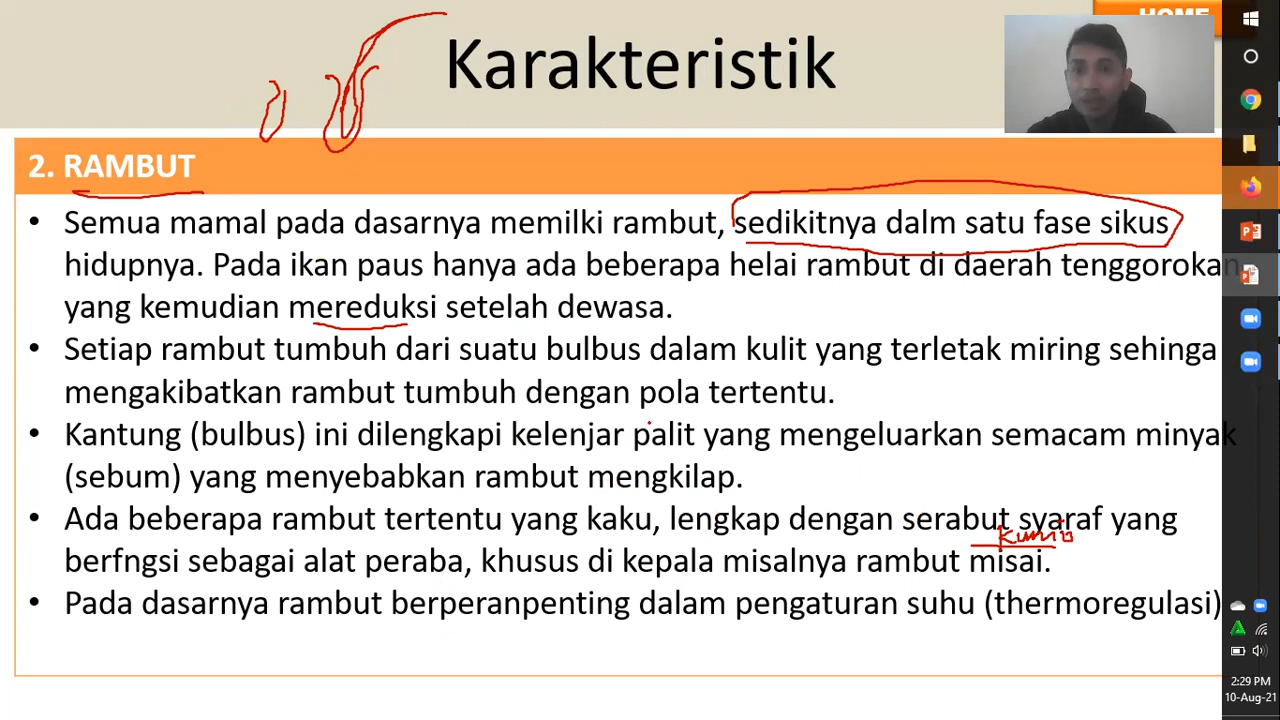 HOME
Karakteristik
2. RAMBUT
• Semua mamal pada dasarnya memilki rambut, sedikitnya dalm satu fase sikus
hidupnya. Pada ikan paus hanya ada beberapa helai rambut di daerah tenggorokan
yang kemudian mereduksi setelah dewasa.
• Setiap rambut tumbuh dari suatu bulbus dalam kulit yang terletak miring sehinga
mengakibatkan rambut tumbuh dengan pola tertentu.
• Kantung (bulbus) ini dilengkapi kelenjar palit yang mengeluarkan semacam minyak
(sebum) yang menyebabkan rambut mengkilap.
• Ada beberapa rambut tertentu yang kaku, lengkap dengan serabut syaraf yang
kumis
berfngsi sebagai alat peraba, khusus di kepala misalnya rambut misai.
• Pada dasarnya rambut berperanpenting dalam pengaturan suhu (thermoregulasi)
2:29 PM
10-Aug-21